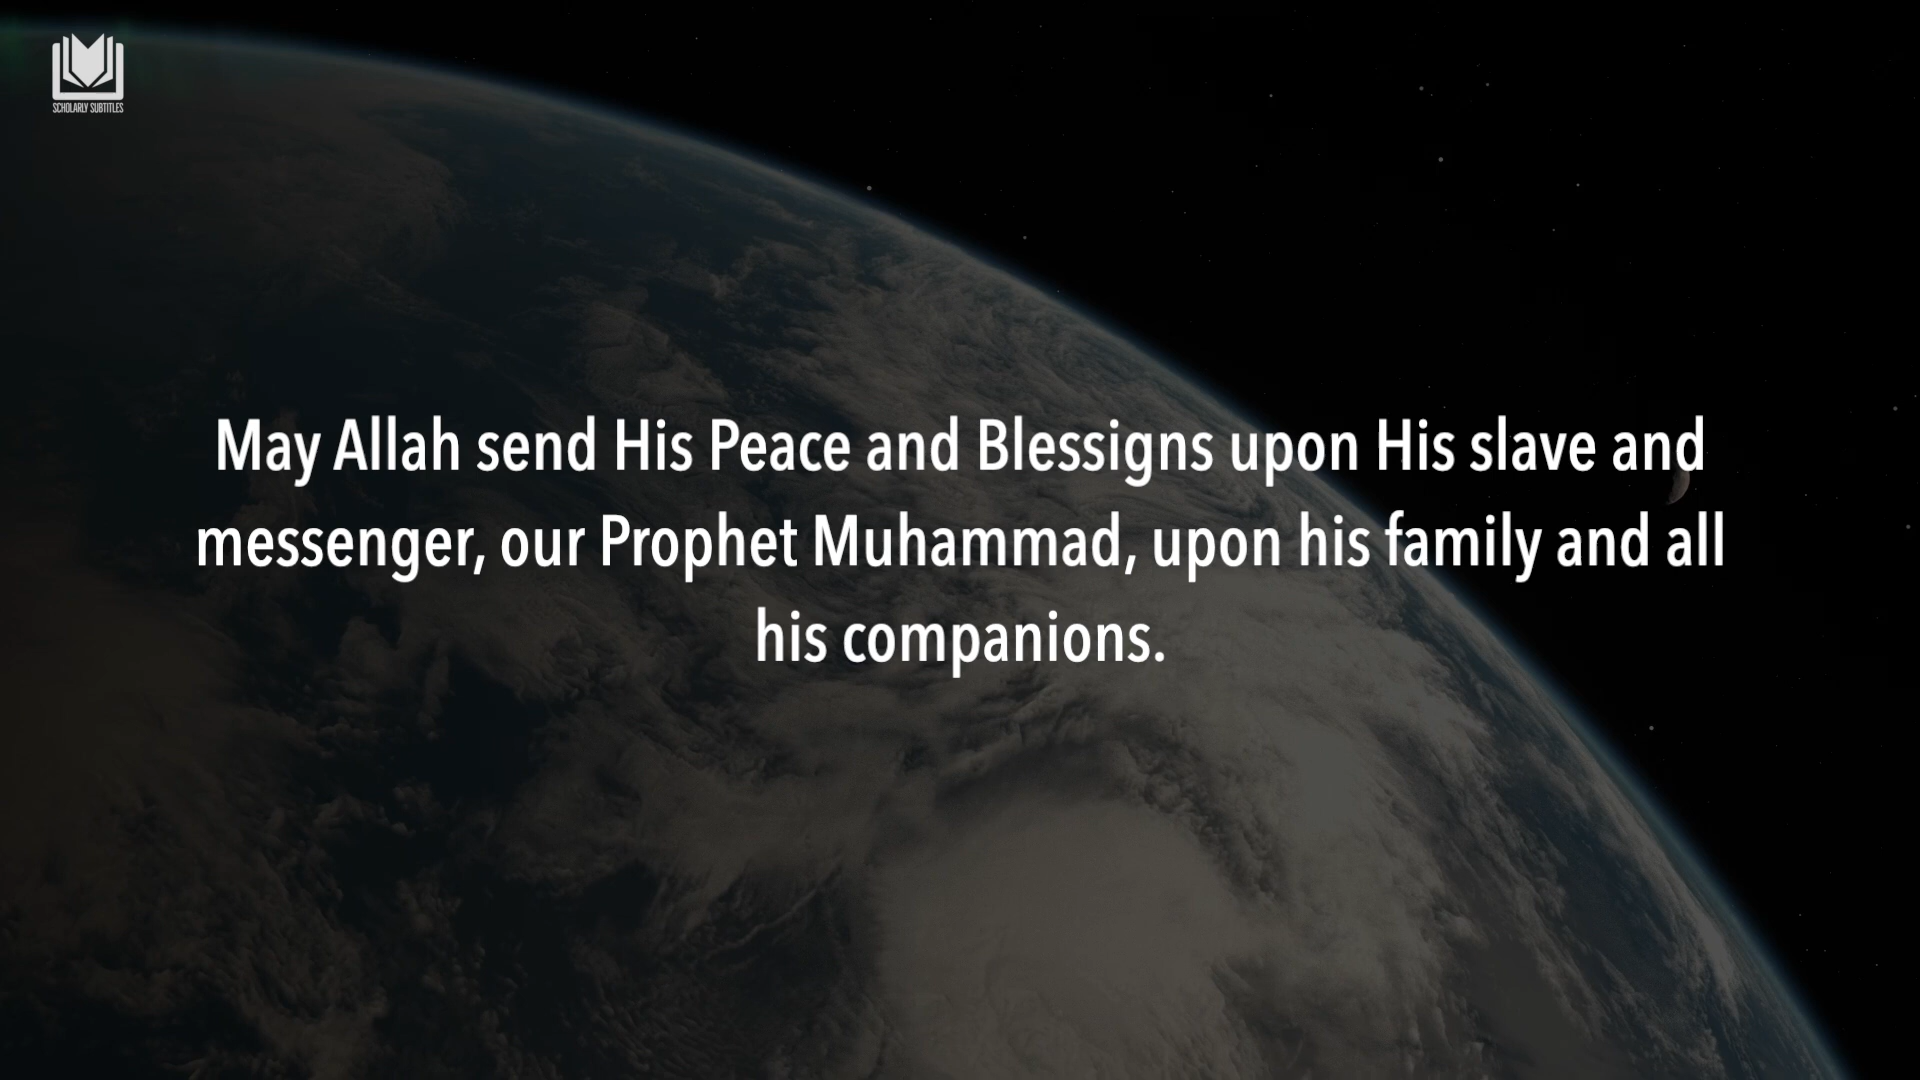 SCHOLARLY SUBTITLES
May Allah send His Peace and Blessigns upon His slave and
messenger, our Prophet Muhammad, upon his family and all
his companions.